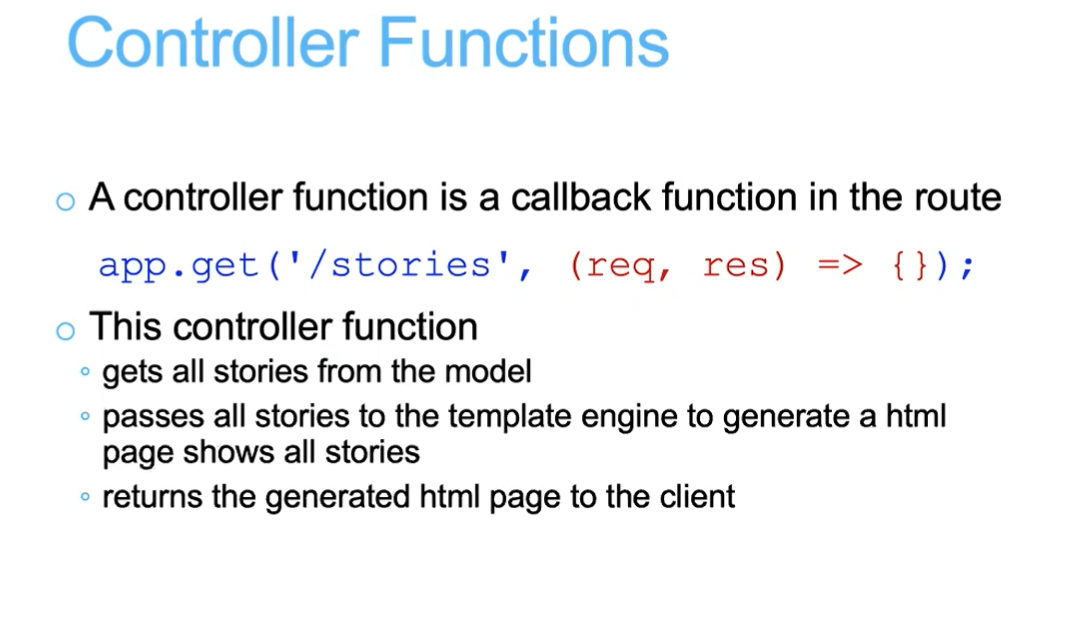 Controller Functions
A controller function is a callback function in the route
app.get('/stories', (req, res) => {});
This controller function
gets all stories from the model
passes all stories to the template engine to generate a html
page shows all stories
returns the generated html page to the client